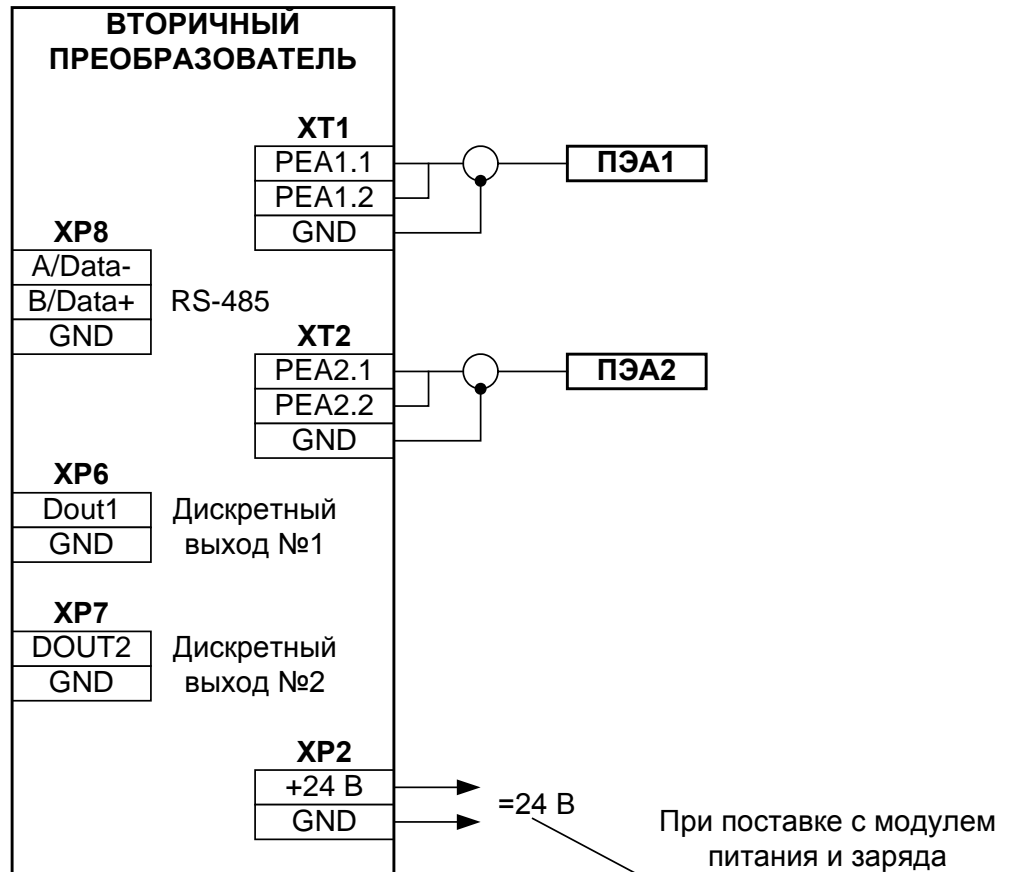 ВТОРИЧНЫЙ
ПРЕОБРАЗОВАТЕЛЬ
XT1
PEA1.1
PEA1.2
GND
ПЭА1
XP8
A/Data-
B/Data+
GND
RS-485
XT2
PEA2.1
PEA2.2
GND
ПЭА2
XP6
Dout1
GND
Дискретный
выход №1
XP7
DOUT2
GND
Дискретный
выход №2
XP2
+24 В
GND
=24 В
При поставке с модулем
питания и заряда